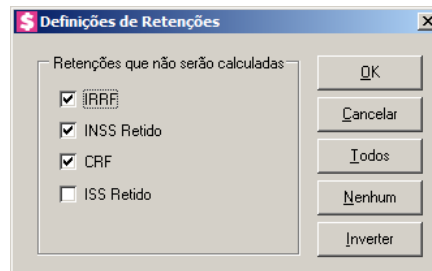 Definições de Retenções
Retenções que não serão calculadas
IRRF
INSS Retido
CRF
ISS Retido
OK
Cancelar
Todos
Nenhum
Inverter